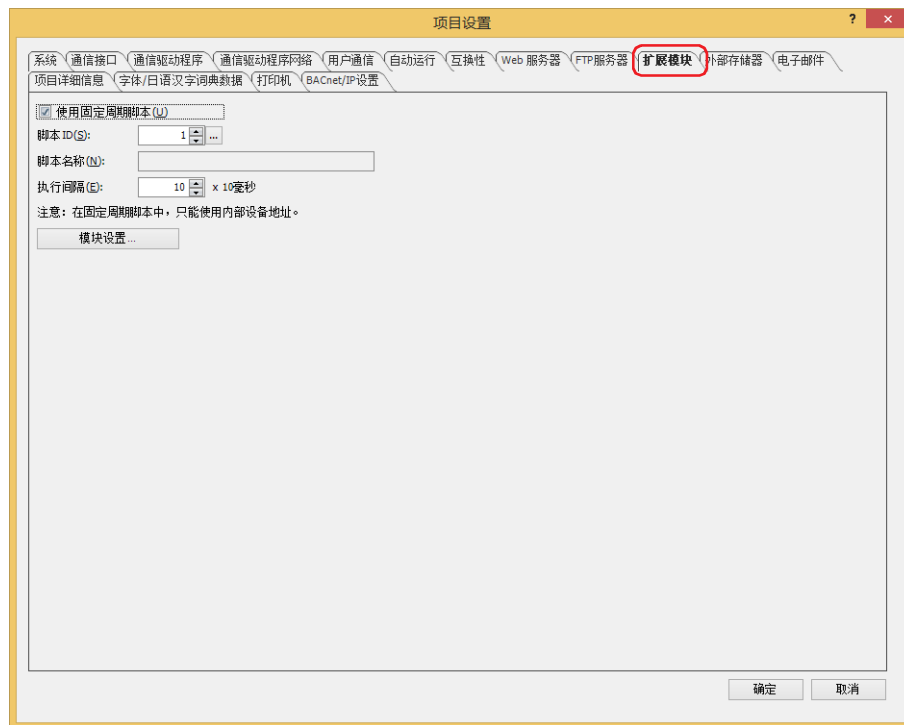 项目设置
?
×
系统 通信接口 通信驱动程序 通信驱动程序网络 用户通信 自动运行 互换性 Web 服务器 FTP服务器 扩展模块 外部存储器 电子邮件
项目详细信息 字体/日语汉字词典数据 打印机 BACnet/IP设置
使用固定周期脚本(U)
脚本 ID(S): 1 ...
脚本名称(N):
执行间隔(E): 10 x 10毫秒
注意：在固定周期脚本中，只能使用内部设备地址。
模块设置...
确定 取消